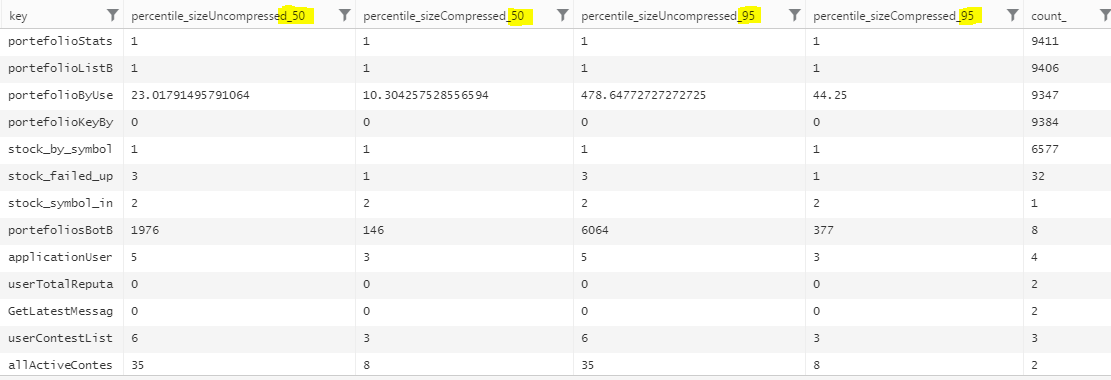 key percentile_sizeUncompressed_50 percentile_sizeCompressed_50 percentile_sizeUncompressed_95 percentile_sizeCompressed_95 count_
portefolioStats 1 1 1 1 9411
portefolioListB 1 1 1 1 9406
portefolioByUse 23.01791495791064 10.304257528556594 478.64772727272725 44.25 9347
portefolioKeyBy 0 0 0 0 9384
stock_by_symbol 1 1 1 1 6577
stock_failed_up 3 1 3 1 32
stock_symbol_in 2 2 2 2 1
portefoliosBotB 1976 146 6064 377 8
applicationUser 5 3 5 3 4
userTotalReputa 0 0 0 0 2
GetLatestMessag 0 0 0 0 2
userContestList 6 3 6 3 3
allActiveContes 35 8 35 8 2